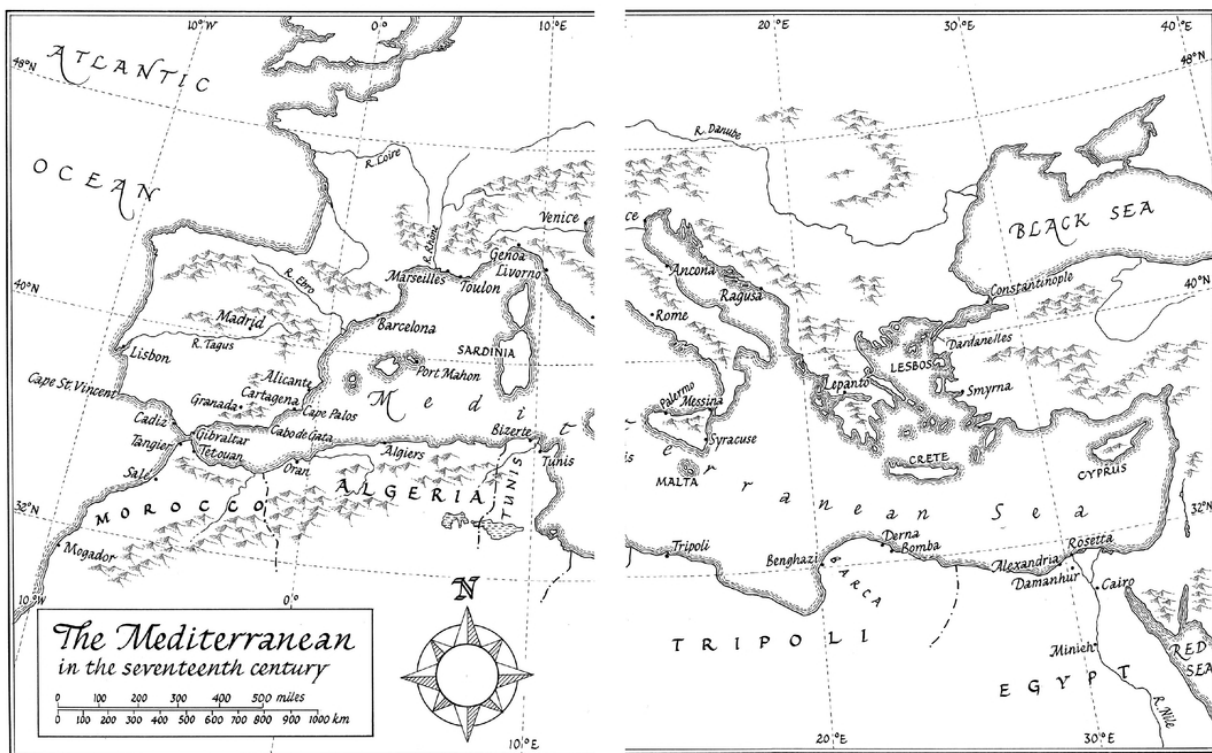 10°W
0°
10°E
20°E
30°E
40°E
48°N
48°N
ATLANTIC
OCEAN
R. Loire
R. Danube
Venice
ce
BLACK SEA
R. Rhône
Genoa
Livorno
Marseilles
Toulon
Ancona
Ragusa
R. Ebro
Constantinople
40°N
40°N
Madrid
Barcelona
Rome
R. Tagus
Lisbon
SARDINIA
Dardanelles
LESBOS
Port Mahon
Cape St. Vincent
Alicante
Cartagena
Granada
Cape Palos
Medit
t
Palermo
Messina
Lepanto
Smyrna
Cadiz
Gibraltar
Cabo de Gata
Tangier
Tetouan
Oran
Algiers
Bizerte
Tunis
is
Syracuse
MALTA
CRETE
CYPRUS
erranean Sea
Salé
MOROCCO
ALGERIA
TUNIS
32°N
32°N
Mogador
Tripoli
Benghazi
Derna
Bomba
BARCA
Alexandria
Rosetta
Damanhur
Cairo
10°W
0°
N
TRIPOLI
Minieh
EGYPT
RED
SEA
R. Nile
The Mediterranean
in the seventeenth century
0 100 200 300 400 500 miles
0 100 200 300 400 500 600 700 800 900 1000 km
10°E
20°E
30°E